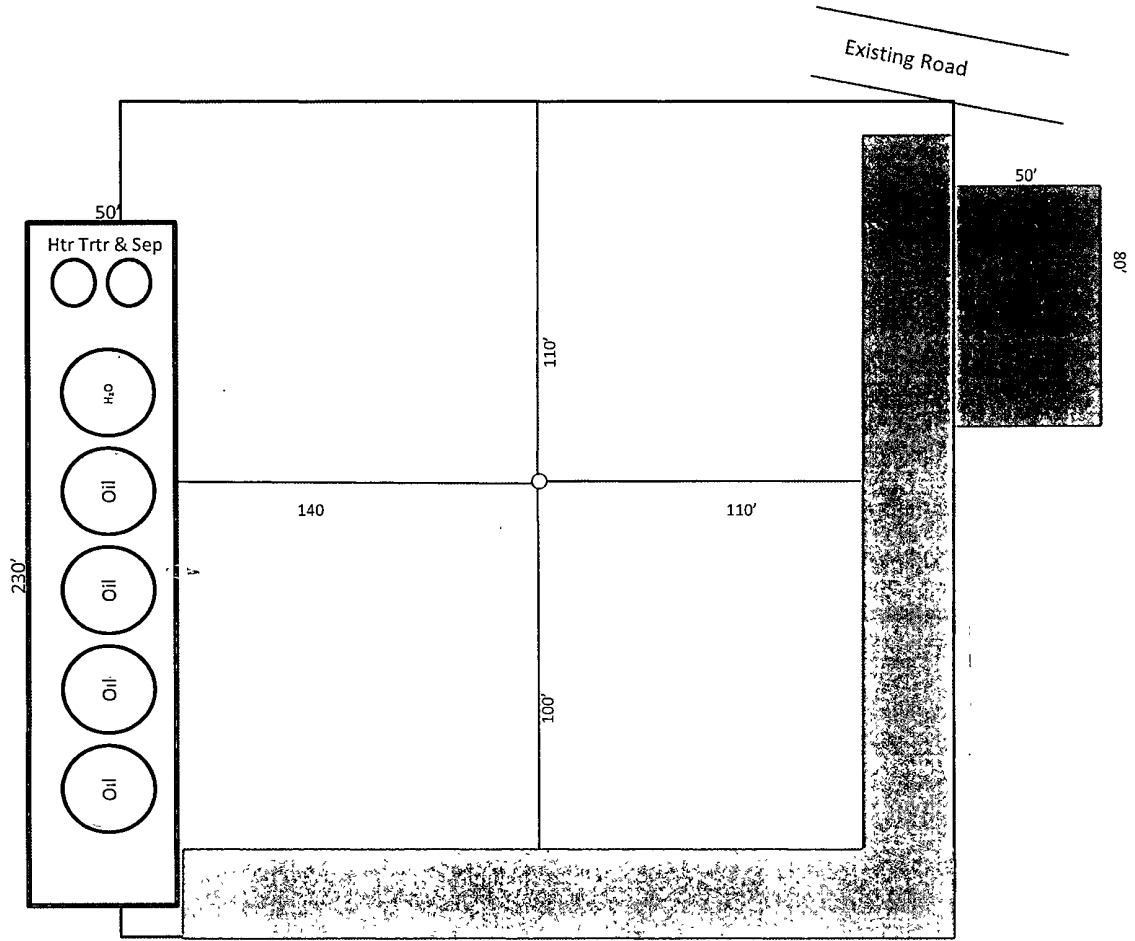 Existing Road
50'
80'
50'
Htr Trtr & Sep
H₂O
110'
Oil
140
110'
230'
Oil
Oil
100'
Oil